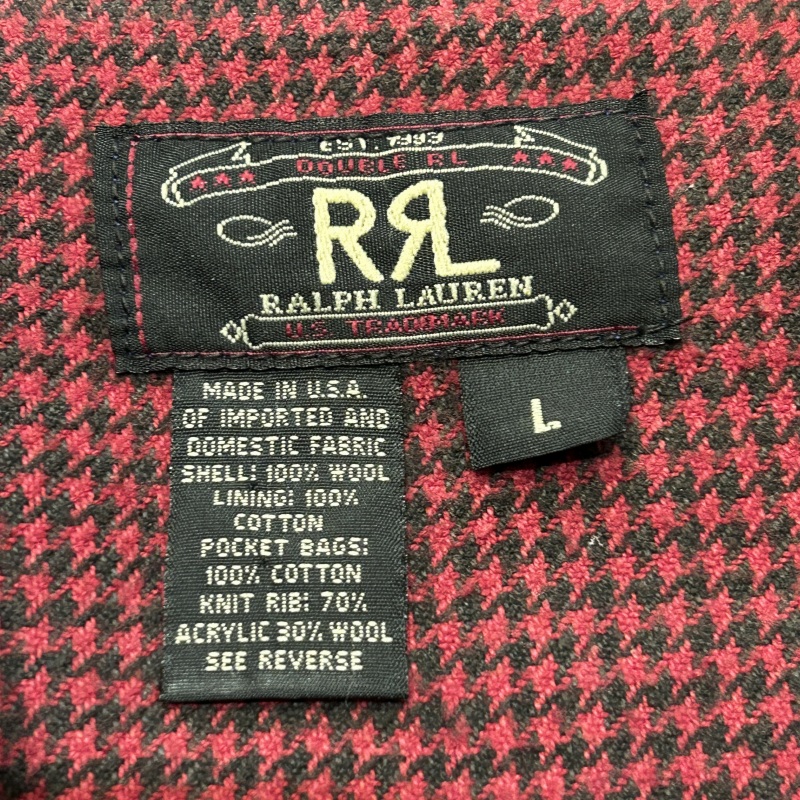 EST. 1993
DOUBLE RL
RRL
RALPH LAUREN
U.S. TRADEMARK
L
MADE IN U.S.A.
OF IMPORTED AND
DOMESTIC FABRIC
SHELL: 100% WOOL
LINING: 100%
COTTON
POCKET BAGS:
100% COTTON
KNIT RIB: 70%
ACRYLIC 30% WOOL
SEE REVERSE